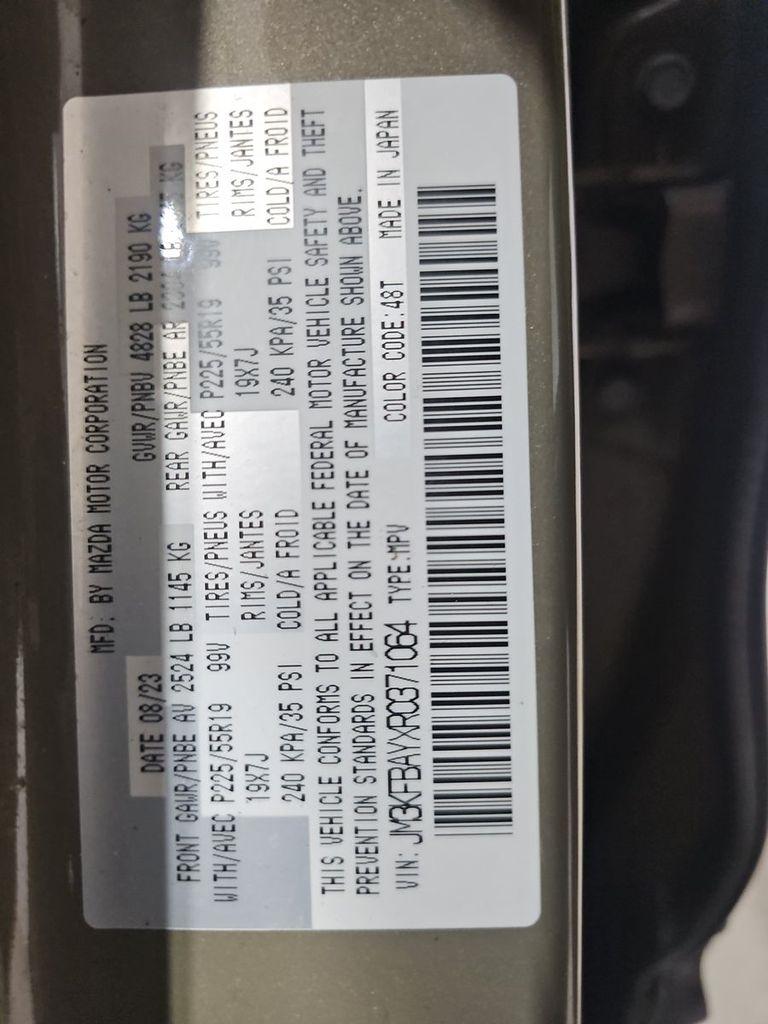 MFD. BY MAZDA MOTOR CORPORATION
DATE 08/23 GVWR/PNBV 4828 LB 2190 KG
FRONT GAWR/PNBE AV 2524 LB 1145 KG REAR GAWR/PNBE AR LB KG
WITH/AVEC P225/55R19 99V TIRES/PNEUS WITH/AVEC P225/55R19 99V TIRES/PNEUS
19X7J RIMS/JANTES 19X7J RIMS/JANTES
240 KPA/35 PSI COLD/A FROID 240 KPA/35 PSI COLD/A FROID
THIS VEHICLE CONFORMS TO ALL APPLICABLE FEDERAL MOTOR VEHICLE SAFETY AND THEFT
PREVENTION STANDARDS IN EFFECT ON THE DATE OF MANUFACTURE SHOWN ABOVE.
VIN: JM3KFBAYXR0371064 TYPE:MPV COLOR CODE:48T MADE IN JAPAN